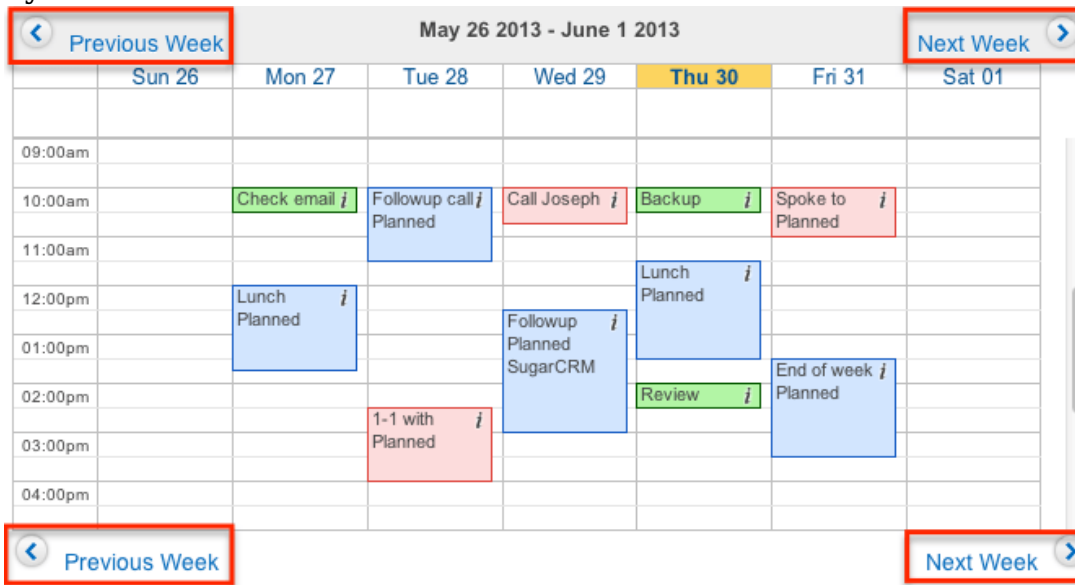 Previous Week
May 26 2013 - June 1 2013
Next Week
Sun 26 Mon 27 Tue 28 Wed 29 Thu 30 Fri 31 Sat 01
09:00am
10:00am Check email i Followup call i Call Joseph i Backup i Spoke to i
Planned Planned
11:00am
Lunch i
12:00pm Lunch i Planned
Planned Followup i
01:00pm Planned
SugarCRM End of week i
02:00pm Review i Planned
1-1 with i
03:00pm Planned
04:00pm
Previous Week Next Week